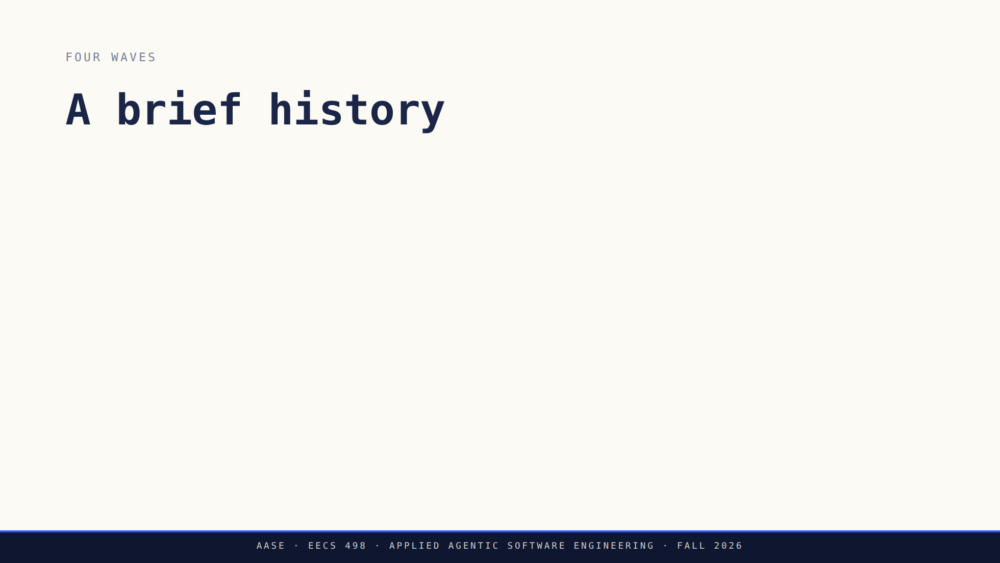 FOUR WAVES
A brief history
AASE · EECS 498 · APPLIED AGENTIC SOFTWARE ENGINEERING · FALL 2026